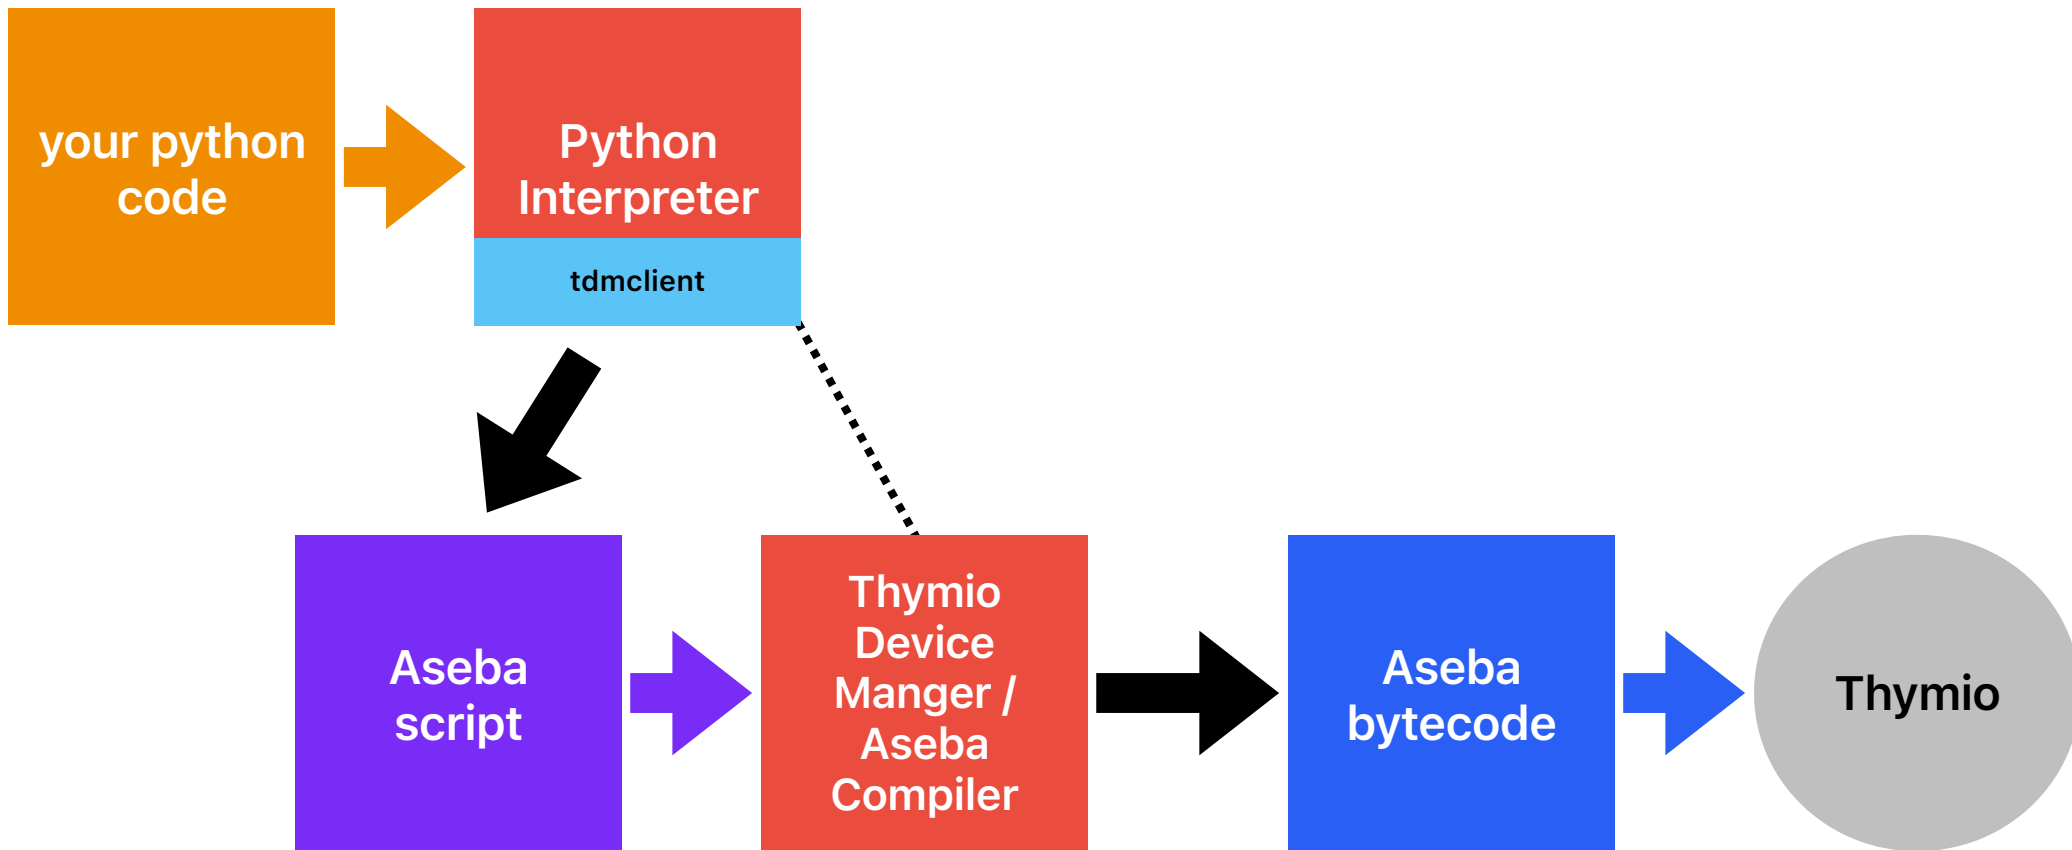 your python
code
Python
Interpreter
tdmclient
Aseba
script
Thymio
Device
Manger /
Aseba
Compiler
Aseba
bytecode
Thymio